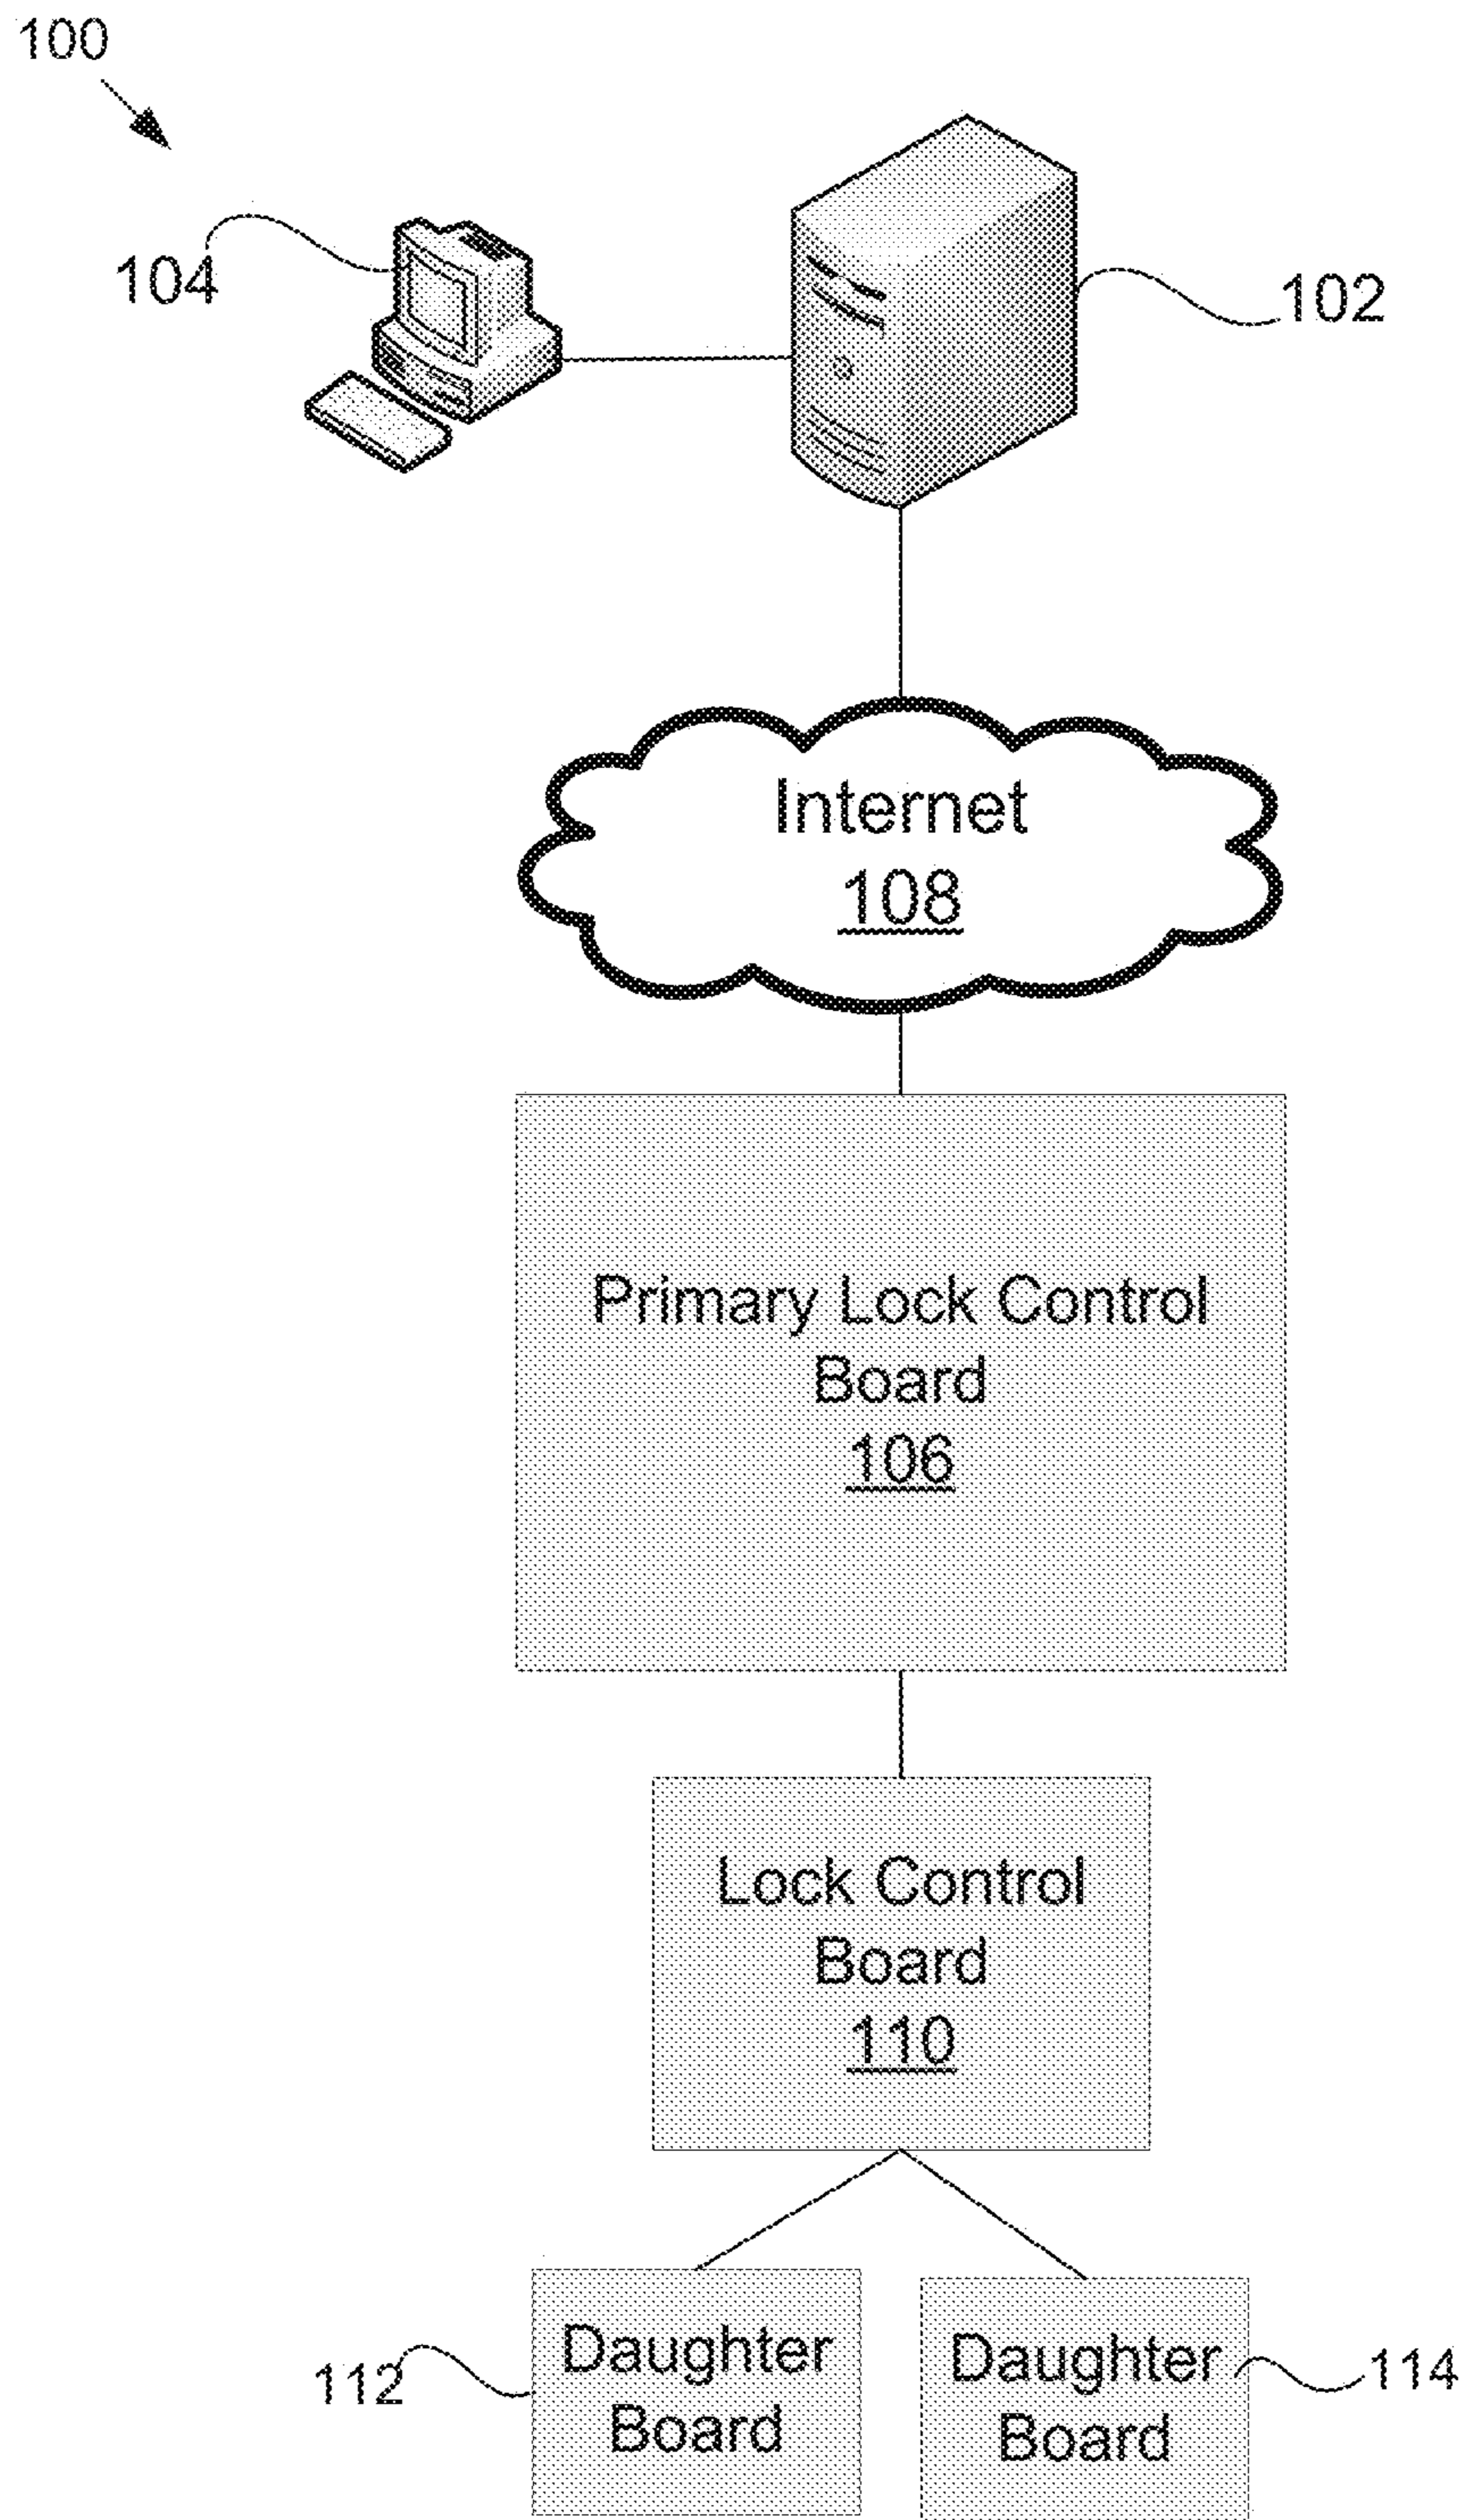 100
104
102
Internet
108
Primary Lock Control
Board
106
Lock Control
Board
110
112
Daughter
Board
Daughter
Board
114